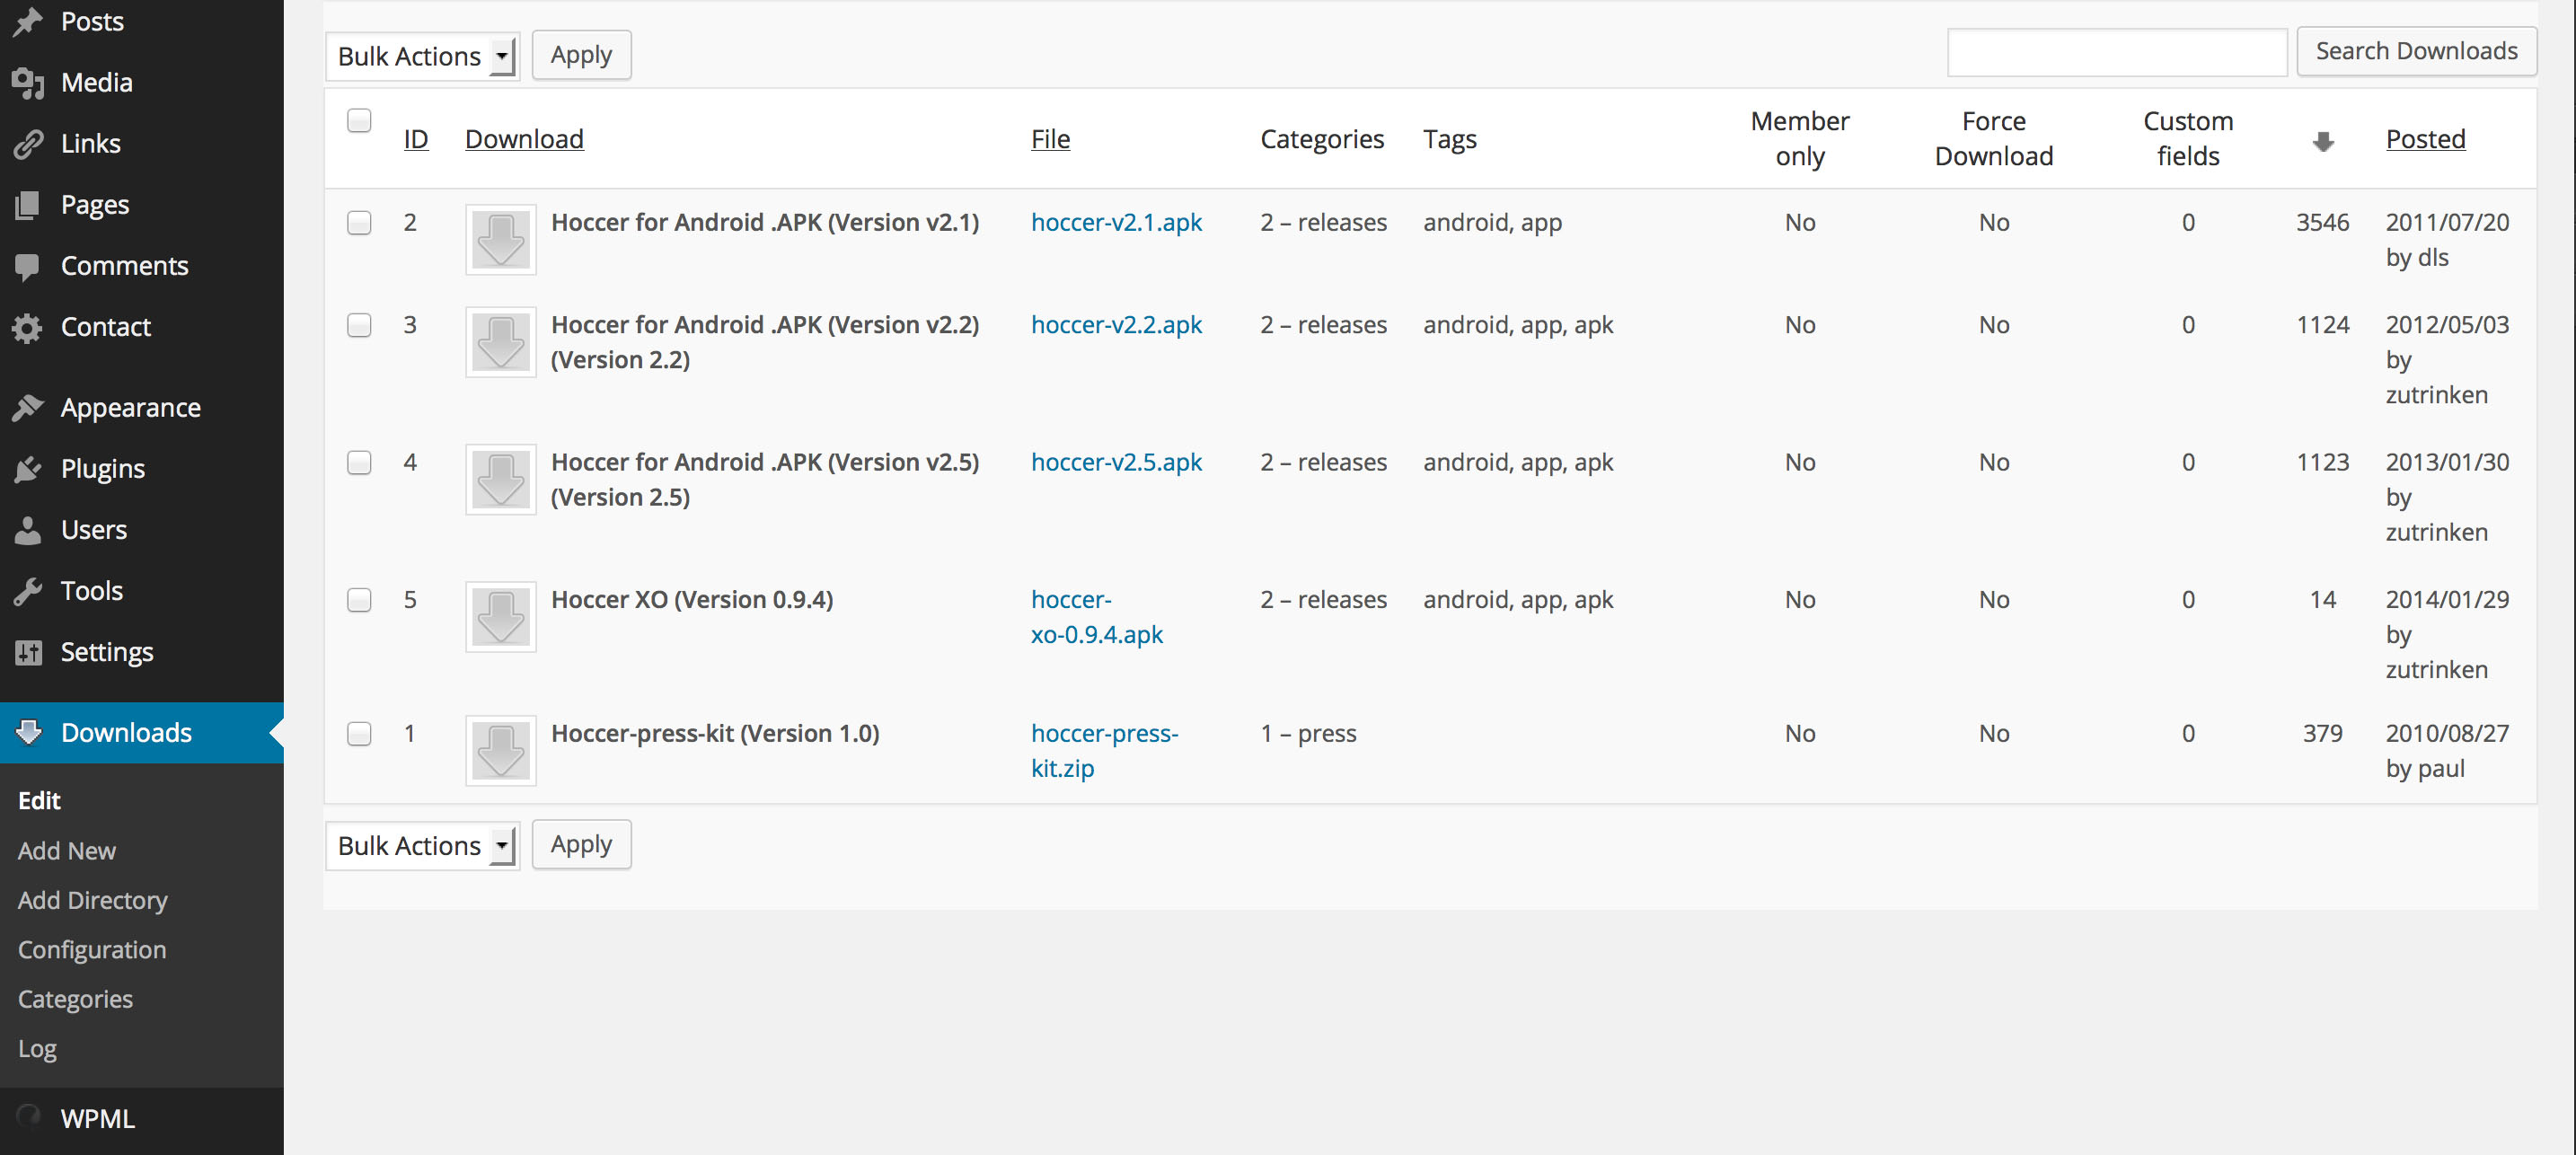 Posts
Media
Links
Pages
Comments
Contact
Appearance
Plugins
Users
Tools
Settings
Downloads
Edit
Add New
Add Directory
Configuration
Categories
Log
WPML
Bulk Actions Apply Search Downloads
ID Download File Categories Tags Member only Force Download Custom fields Posted
2 Hoccer for Android .APK (Version v2.1) hoccer-v2.1.apk 2 – releases android, app No No 0 3546 2011/07/20
by dls
3 Hoccer for Android .APK (Version v2.2) hoccer-v2.2.apk 2 – releases android, app, apk No No 0 1124 2012/05/03
(Version 2.2) by
zutrinken
4 Hoccer for Android .APK (Version v2.5) hoccer-v2.5.apk 2 – releases android, app, apk No No 0 1123 2013/01/30
(Version 2.5) by
zutrinken
5 Hoccer XO (Version 0.9.4) hoccer- 2 – releases android, app, apk No No 0 14 2014/01/29
xo-0.9.4.apk by
zutrinken
1 Hoccer-press-kit (Version 1.0) hoccer-press- 1 – press No No 0 379 2010/08/27
kit.zip by paul
Bulk Actions Apply